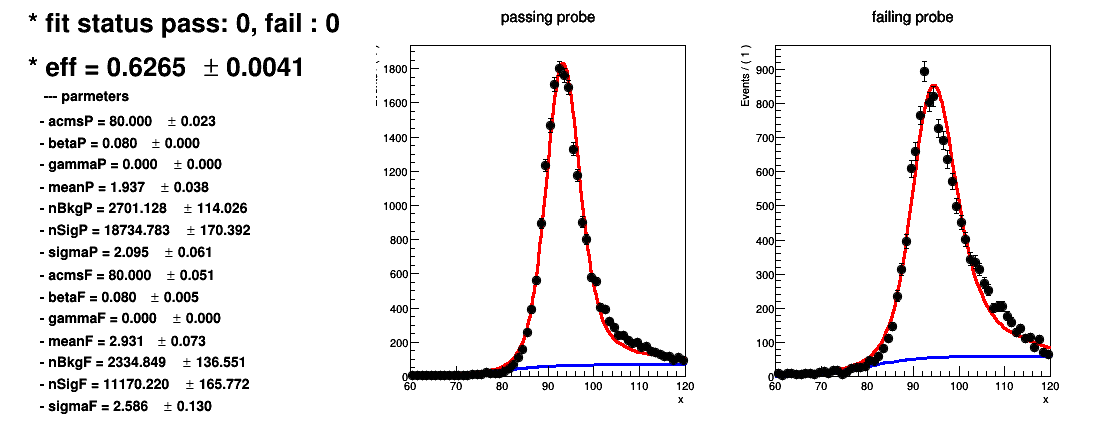 * fit status pass: 0, fail : 0
* eff = 0.6265 ± 0.0041
--- parmeters
- acmsP = 80.000 ± 0.023
- betaP = 0.080 ± 0.000
- gammaP = 0.000 ± 0.000
- meanP = 1.937 ± 0.038
- nBkgP = 2701.128 ± 114.026
- nSigP = 18734.783 ± 170.392
- sigmaP = 2.095 ± 0.061
- acmsF = 80.000 ± 0.051
- betaF = 0.080 ± 0.005
- gammaF = 0.000 ± 0.000
- meanF = 2.931 ± 0.073
- nBkgF = 2334.849 ± 136.551
- nSigF = 11170.220 ± 165.772
- sigmaF = 2.586 ± 0.130
passing probe
1800
1600
1400
1200
1000
800
600
400
200
0
60 70 80 90 100 110 120
x
failing probe
Events / ( 1 )
900
800
700
600
500
400
300
200
100
0
60 70 80 90 100 110 120
x